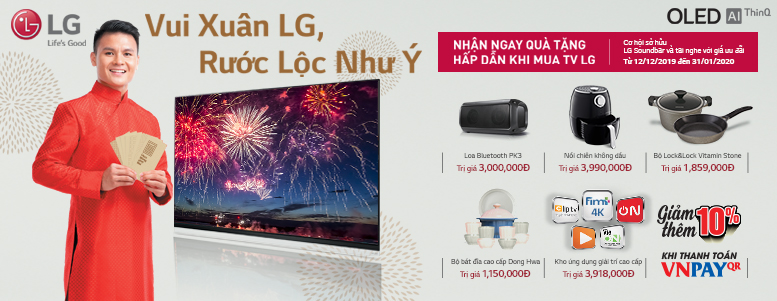 LG
Life's Good
Vui Xuân LG,
Rước Lộc Như Ý
OLED AI ThinQ
NHẬN NGAY QUÀ TẶNG
HẤP DẪN KHI MUA TV LG
Cơ hội sở hữu
LG Soundbar và tai nghe với giá ưu đãi
Từ 12/12/2019 đến 31/01/2020
Loa Bluetooth PK3
Trị giá 3,000,000Đ
Nồi chiên không dầu
Trị giá 3,990,000Đ
Bộ Lock&Lock Vitamin Stone
Trị giá 1,859,000Đ
Bộ bát đĩa cao cấp Dong Hwa
Trị giá 1,150,000Đ
Cliptv
Fim+
4K
ON
Kho ứng dụng giải trí cao cấp
Trị giá 3,918,000Đ
Giảm
thêm 10%
KHI THANH TOÁN
VNPAYQR